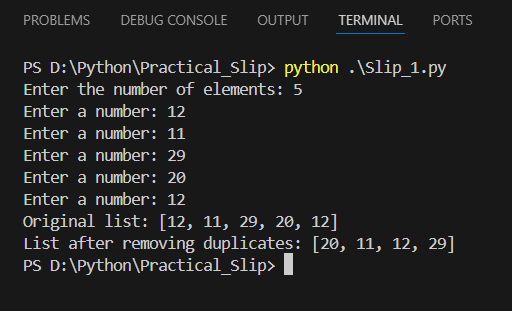 PROBLEMS DEBUG CONSOLE OUTPUT TERMINAL PORTS
PS D:\Python\Practical_Slip> python .\Slip_1.py
Enter the number of elements: 5
Enter a number: 12
Enter a number: 11
Enter a number: 29
Enter a number: 20
Enter a number: 12
Original list: [12, 11, 29, 20, 12]
List after removing duplicates: [20, 11, 12, 29]
PS D:\Python\Practical_Slip>